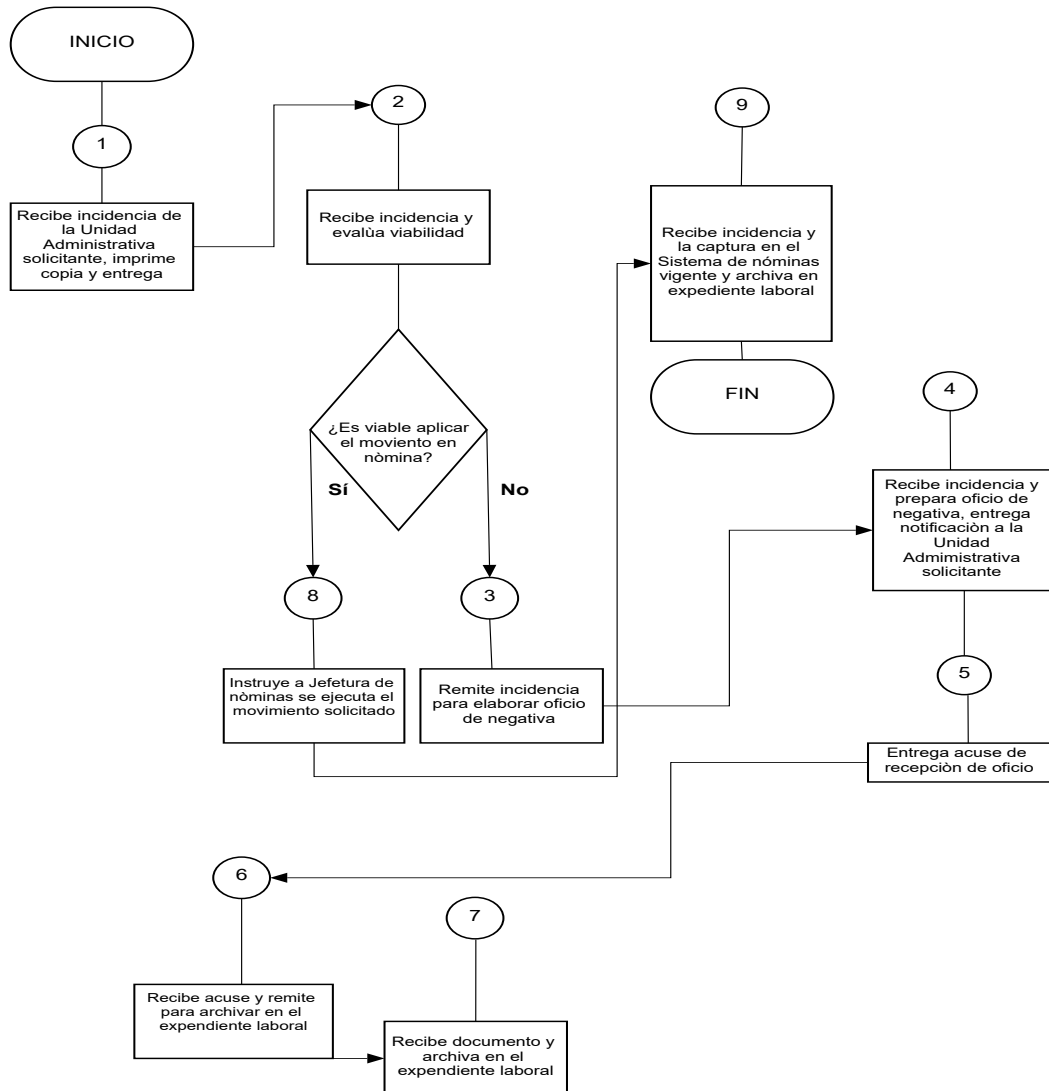 INICIO
1
Recibe incidencia de
la Unidad
Administrativa
solicitante, imprime
copia y entrega
2
Recibe incidencia y
evalùa viabilidad
¿Es viable aplicar
el moviento en
nòmina?
Sí
No
8
Instruye a Jefetura de
nòminas se ejecuta el
movimiento solicitado
3
Remite incidencia
para elaborar oficio
de negativa
9
Recibe incidencia y
la captura en el
Sistema de nóminas
vigente y archiva en
expediente laboral
FIN
4
Recibe incidencia y
prepara oficio de
negativa, entrega
notificaciòn a la
Unidad
Admimistrativa
solicitante
5
Entrega acuse de
recepciòn de oficio
6
Recibe acuse y remite
para archivar en el
expendiente laboral
7
Recibe documento y
archiva en el
expendiente laboral